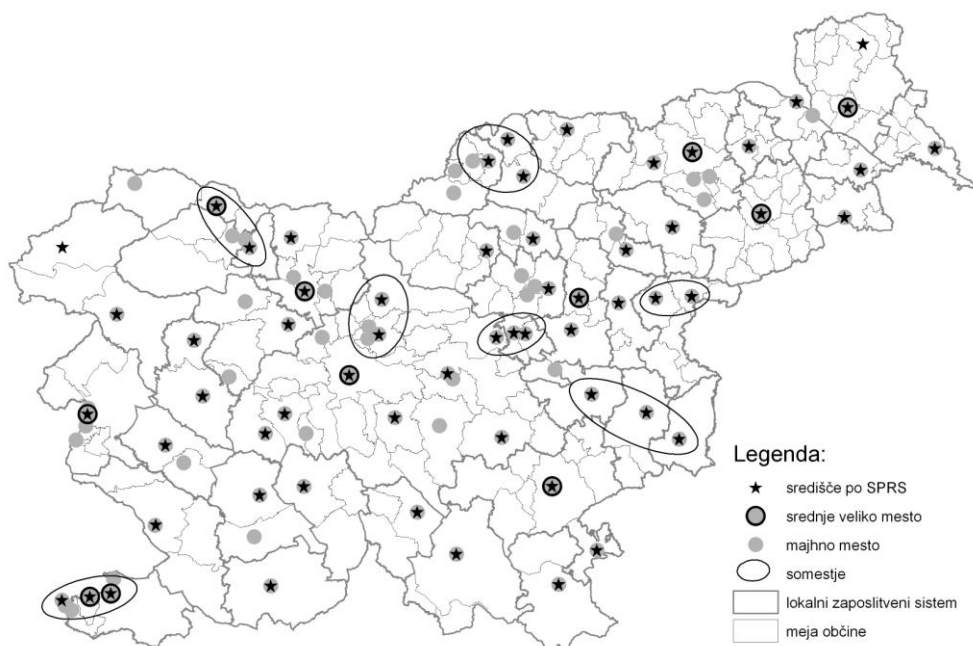 Legenda:
središče po SPRS
srednje veliko mesto
majhno mesto
somestje
lokalni zaposlitveni sistem
meja občine